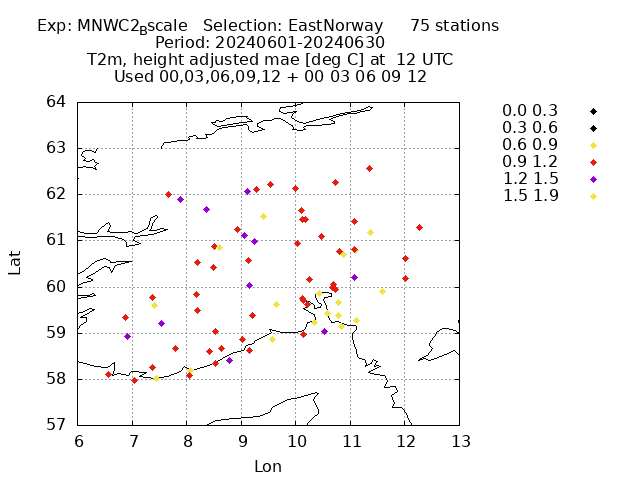 Exp: MNWC2_Bscale   Selection: EastNorway      75 stations
Period: 20240601-20240630
T2m, height adjusted mae [deg C] at  12 UTC
Used 00,03,06,09,12 + 00 03 06 09 12
64
63
62
61
60
59
58
57
6 7 8 9 10 11 12 13
Lat
Lon
0.0 0.3
0.3 0.6
0.6 0.9
0.9 1.2
1.2 1.5
1.5 1.9